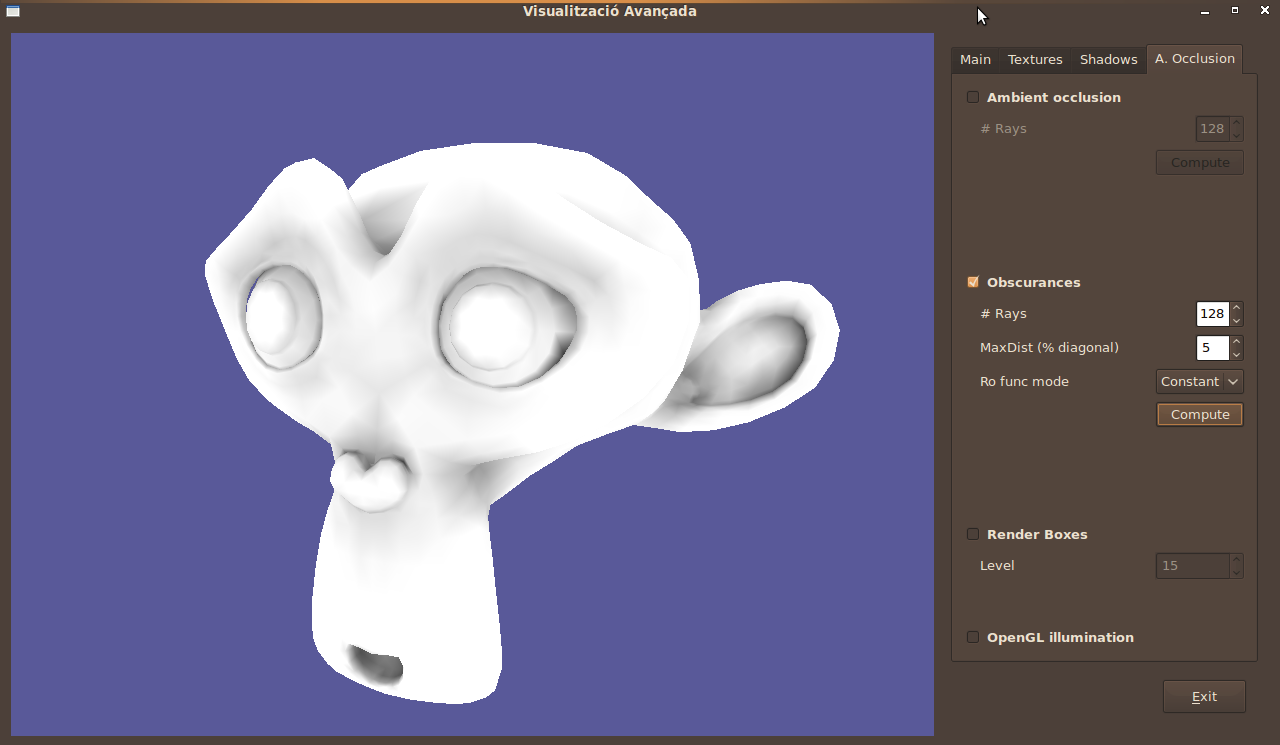 Visualització Avançada
Main Textures Shadows A. Occlusion
Ambient occlusion
# Rays 128
Compute
Obscurances
# Rays 128
MaxDist (% diagonal) 5
Ro func mode Constant
Compute
Render Boxes
Level 15
OpenGL illumination
Exit